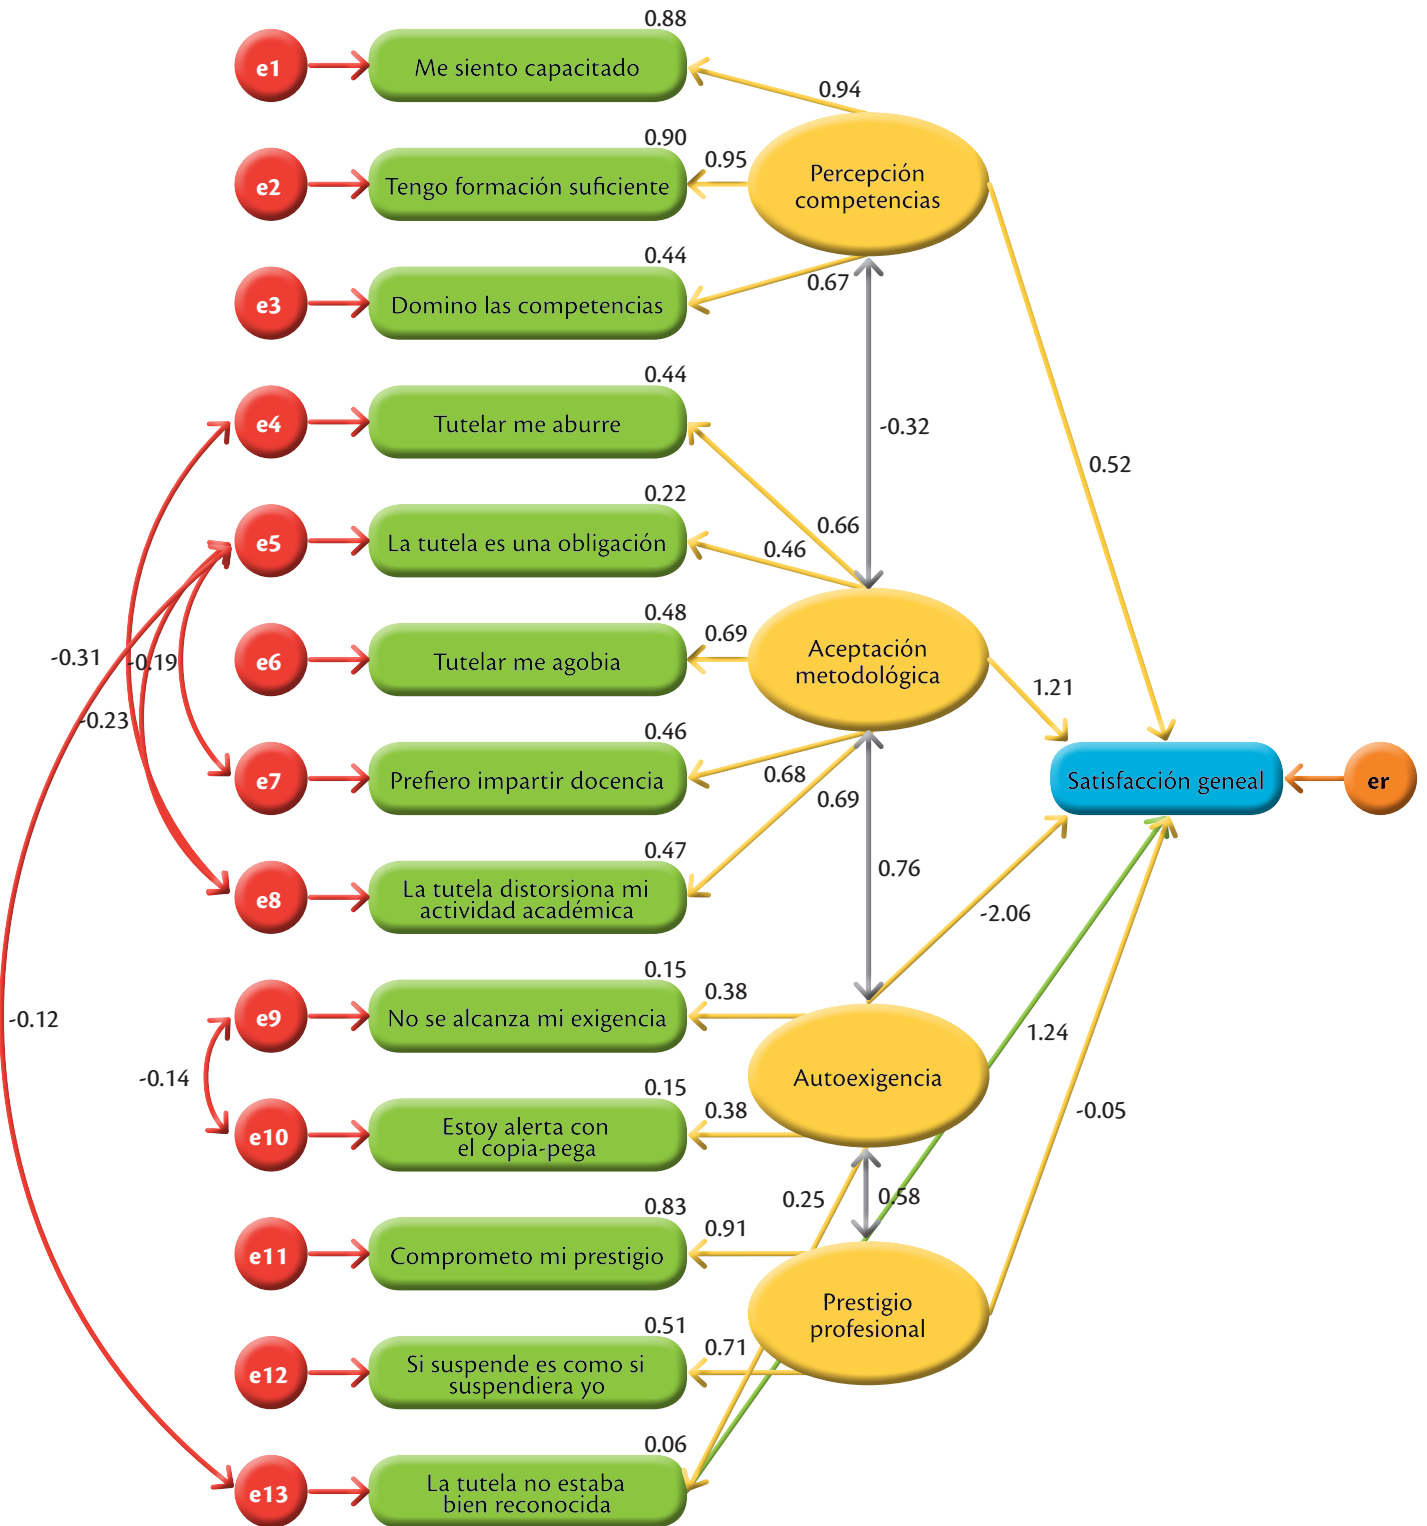 0.88
e1
Me siento capacitado
0.94
0.90
e2
Tengo formación suficiente
0.95
Percepción
competencias
0.44
e3
Domino las competencias
0.67
0.44
e4
Tutelar me aburre
-0.32
0.52
0.66
0.22
e5
La tutela es una obligación
0.46
0.48
e6
Tutelar me agobia
0.69
Aceptación
metodológica
-0.31
-0.19
1.21
-0.23
0.46
e7
Prefiero impartir docencia
0.68
0.69
Satisfacción geneal
er
0.47
e8
La tutela distorsiona mi
actividad académica
0.76
-2.06
0.15
e9
No se alcanza mi exigencia
0.38
-0.12
1.24
-0.14
Autoexigencia
0.15
e10
Estoy alerta con
el copia-pega
0.38
-0.05
0.25
0.58
0.83
e11
Comprometo mi prestigio
0.91
Prestigio
profesional
0.51
e12
Si suspende es como si
suspendiera yo
0.71
0.06
e13
La tutela no estaba
bien reconocida